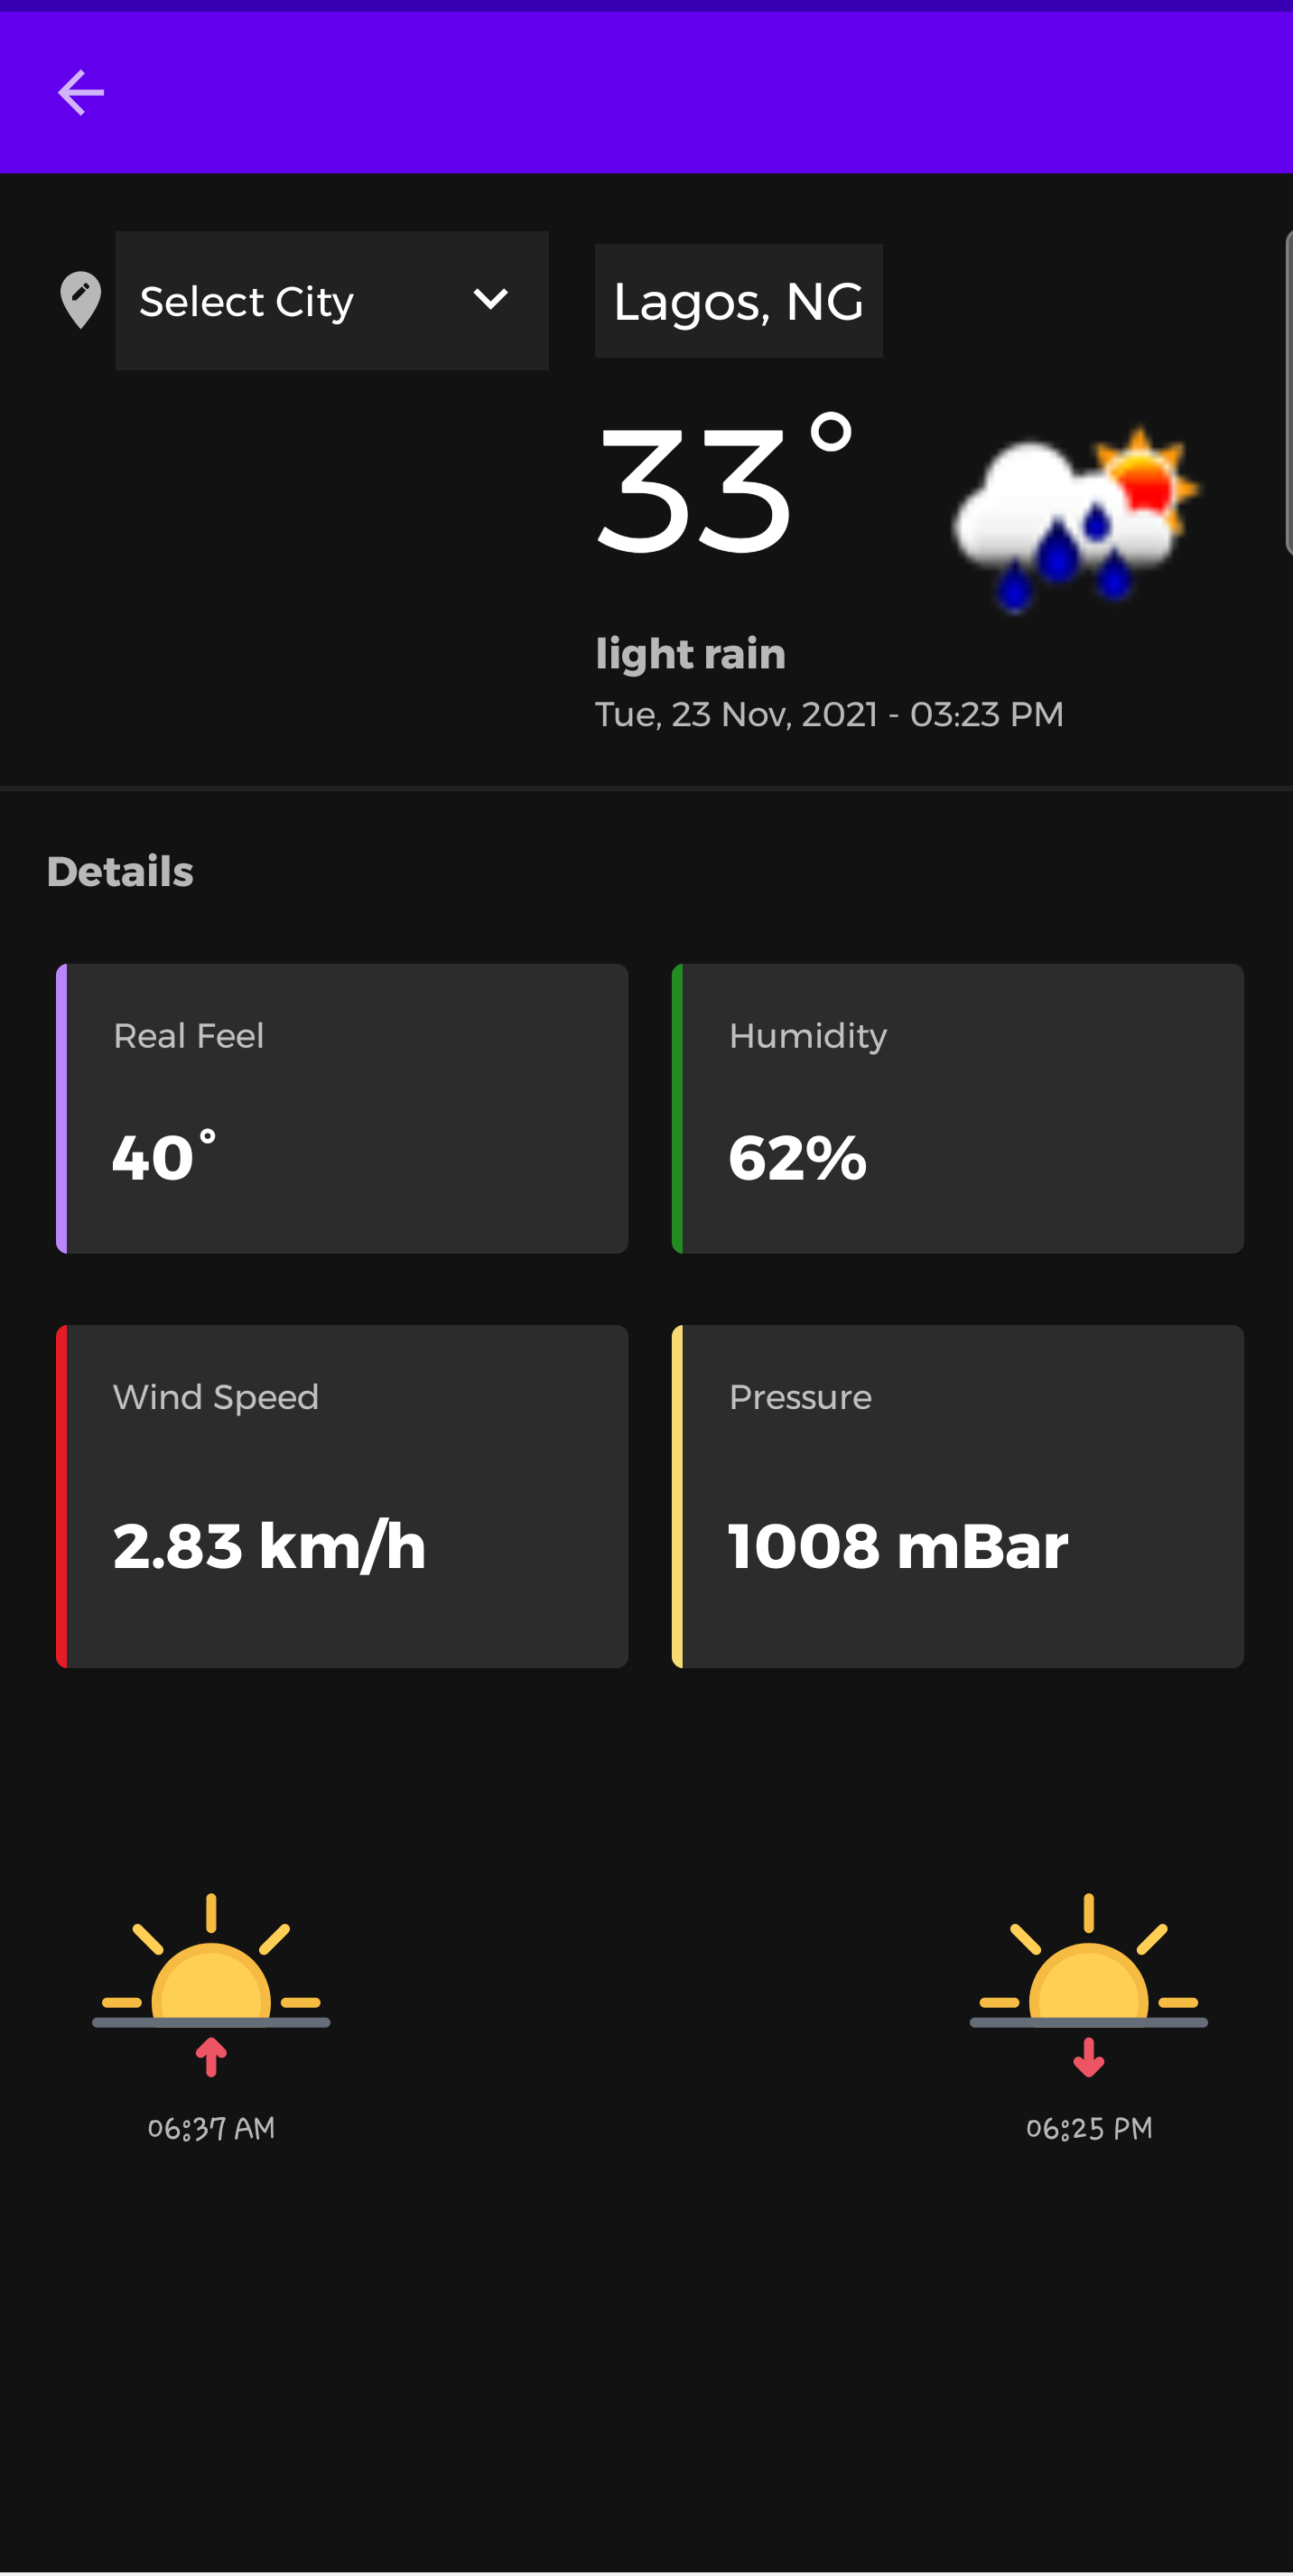 Select City
Lagos, NG
33°
light rain
Tue, 23 Nov, 2021 - 03:23 PM
Details
Real Feel
40°
Humidity
62%
Wind Speed
2.83 km/h
Pressure
1008 mBar
06:37 AM
06:25 PM